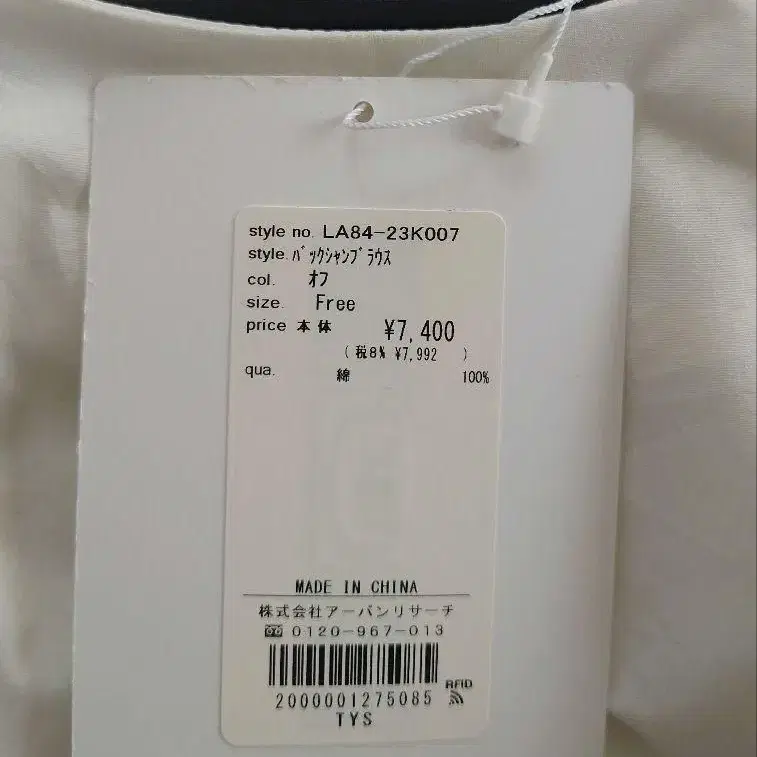 style no. LA84-23K007
style. ﾊﾞｯｸｼｬﾝﾌﾞﾗｳｽ
col. ｵﾌ
size. Free
price 本体 ¥7,400
(税8% ¥7,992 )
qua. 綿 100%
MADE IN CHINA
株式会社アーバンリサーチ
0120-967-013
RFID
2000001275085
TYS